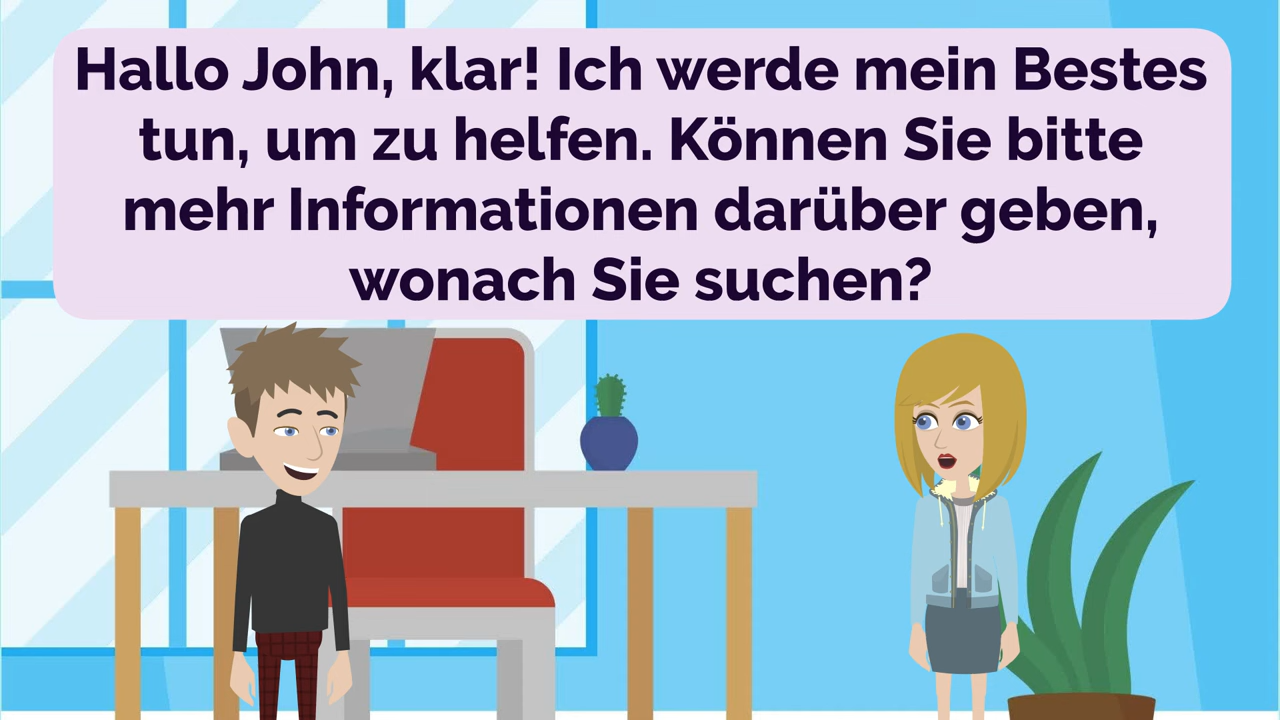 Hallo John, klar! Ich werde mein Bestes
tun, um zu helfen. Können Sie bitte
mehr Informationen darüber geben,
wonach Sie suchen?